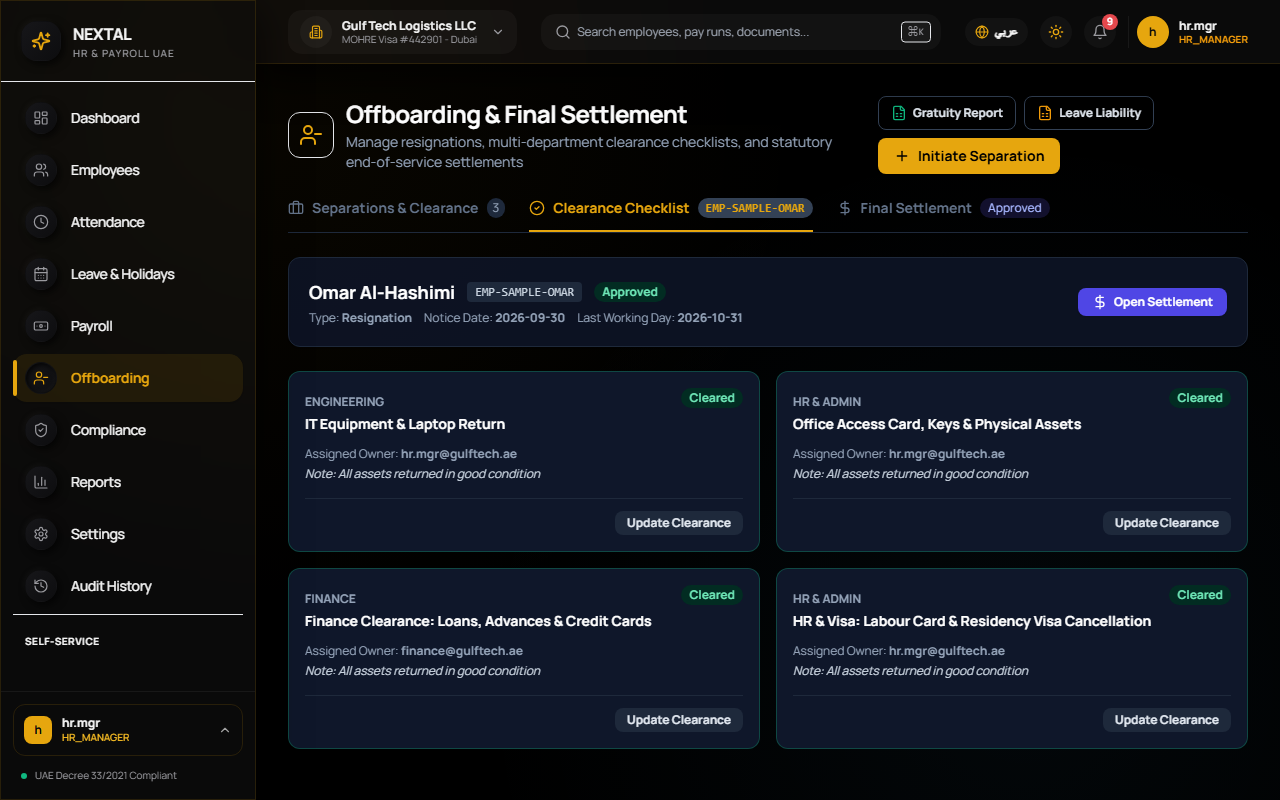 NEXTAL
HR & PAYROLL UAE
Dashboard
Employees
Attendance
Leave & Holidays
Payroll
Offboarding
Compliance
Reports
Settings
Audit History
SELF-SERVICE
h
hr.mgr
HR_MANAGER
UAE Decree 33/2021 Compliant
Gulf Tech Logistics LLC
MOHRE Visa #442901 - Dubai
Search employees, pay runs, documents...
⌘K
عربي
9
h
hr.mgr
HR_MANAGER
Offboarding & Final Settlement
Manage resignations, multi-department clearance checklists, and statutory
end-of-service settlements
Gratuity Report
Leave Liability
Initiate Separation
Separations & Clearance 3
Clearance Checklist EMP-SAMPLE-OMAR
Final Settlement Approved
Omar Al-Hashimi EMP-SAMPLE-OMAR Approved
Type: Resignation Notice Date: 2026-09-30 Last Working Day: 2026-10-31
Open Settlement
ENGINEERING
Cleared
IT Equipment & Laptop Return
Assigned Owner: hr.mgr@gulftech.ae
Note: All assets returned in good condition
Update Clearance
HR & ADMIN
Cleared
Office Access Card, Keys & Physical Assets
Assigned Owner: hr.mgr@gulftech.ae
Note: All assets returned in good condition
Update Clearance
FINANCE
Cleared
Finance Clearance: Loans, Advances & Credit Cards
Assigned Owner: finance@gulftech.ae
Note: All assets returned in good condition
Update Clearance
HR & ADMIN
Cleared
HR & Visa: Labour Card & Residency Visa Cancellation
Assigned Owner: hr.mgr@gulftech.ae
Note: All assets returned in good condition
Update Clearance